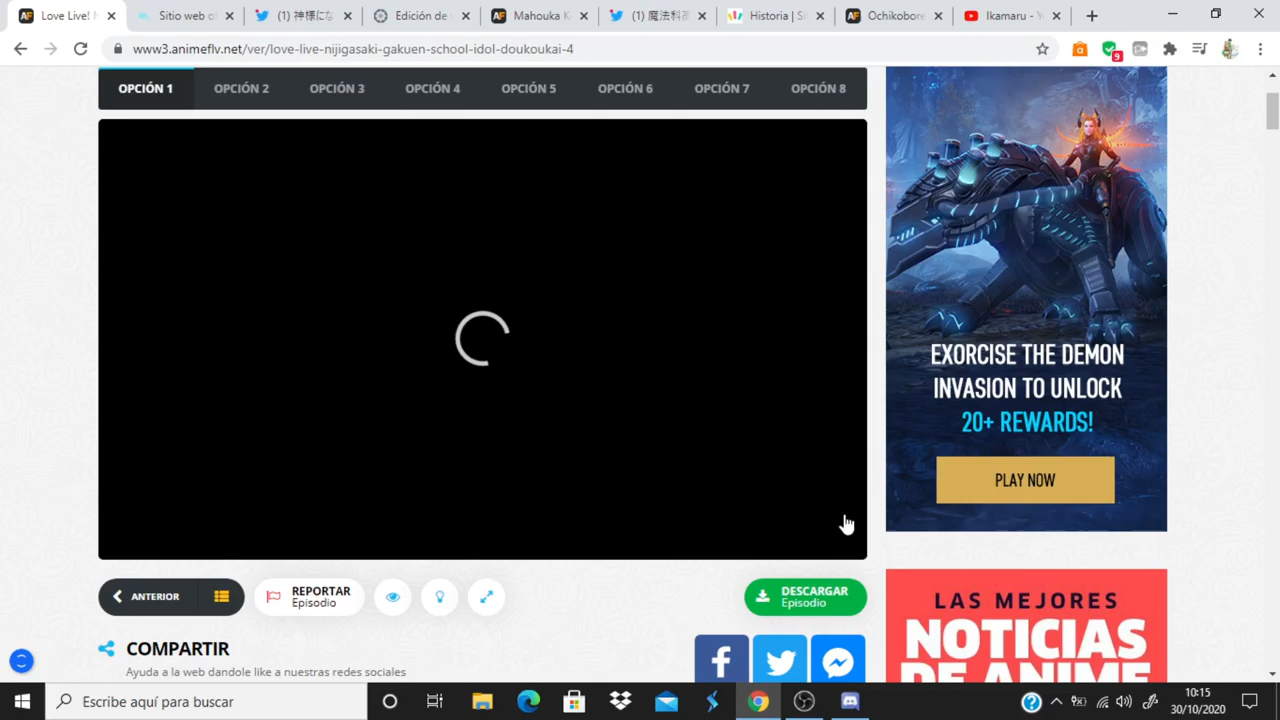 Love Live! N
Sitio web o
(1) 神様にな
Edición de
Mahouka K
(1) 魔法科高
Historia | Si
Ochikobore
Ikamaru - Y
www3.animeflv.net/ver/love-live-nijigasaki-gakuen-school-idol-doukoukai-4
9
OPCIÓN 1
OPCIÓN 2
OPCIÓN 3
OPCIÓN 4
OPCIÓN 5
OPCIÓN 6
OPCIÓN 7
OPCIÓN 8
EXORCISE THE DEMON
INVASION TO UNLOCK
20+ REWARDS!
PLAY NOW
ANTERIOR
REPORTAR
Episodio
DESCARGAR
Episodio
COMPARTIR
Ayuda a la web dandole like a nuestras redes sociales
LAS MEJORES
NOTICIAS
DE ANIME
Escribe aquí para buscar
10:15
30/10/2020